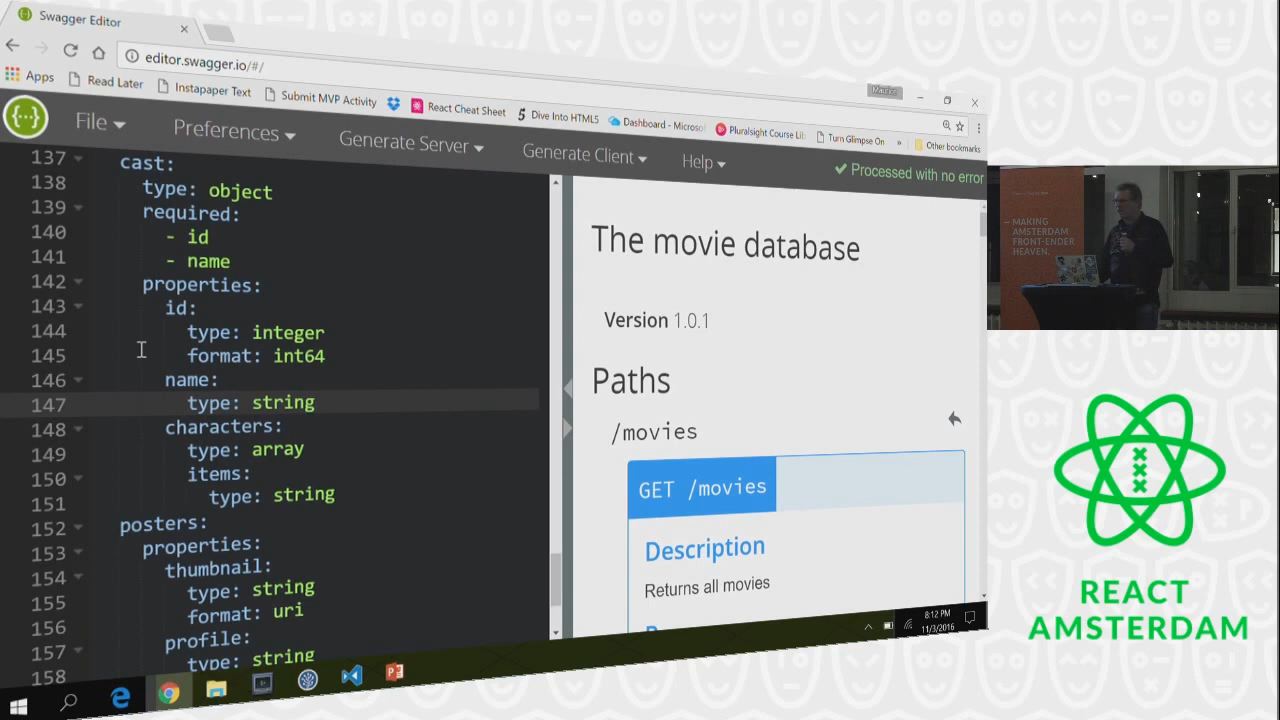 Swagger Editor
editor.swagger.io/#/
Apps
Read Later
Instapaper Text
Submit MVP Activity
React Cheat Sheet
Dive Into HTML5
Dashboard - Microso
Pluralsight Course Lib
Turn Glimpse On
»
Other bookmarks
Maurice
{···}
File
Preferences
Generate Server
Generate Client
Help
Processed with no error
137 cast:
138 type: object
139 required:
140 - id
141 - name
142 properties:
143 id:
144 type: integer
145 format: int64
146 name:
147 type: string
148 characters:
149 type: array
150 items:
151 type: string
152 posters:
153 properties:
154 thumbnail:
155 type: string
156 format: uri
157 profile:
158 type: string
The movie database
Version 1.0.1
Paths
/movies
GET /movies
Description
Returns all movies
8:12 PM
11/3/2016
MAKING
AMSTERDAM
FRONT-ENDER
HEAVEN.
REACT
AMSTERDAM